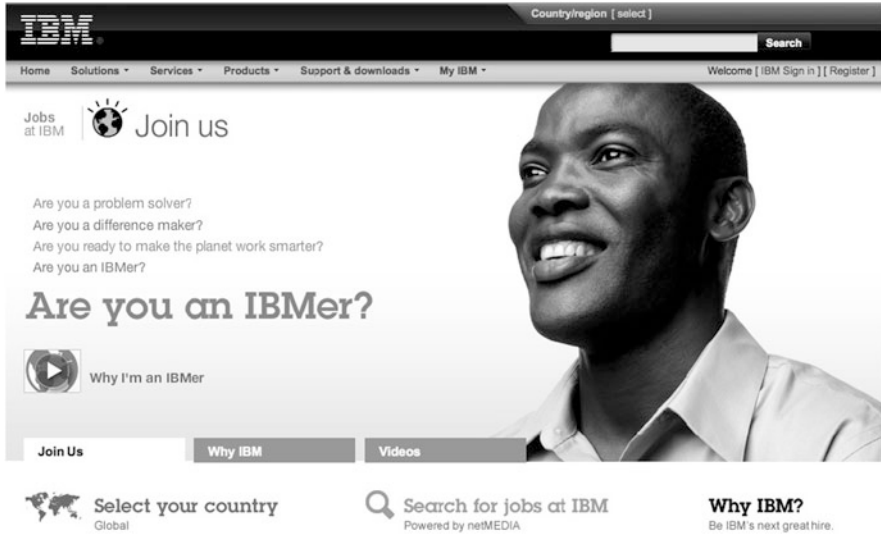 Country/region [ select ]
IBM®
Search
Home Solutions Services Products Support & downloads My IBM Welcome [ IBM Sign in ] [ Register ]
Jobs
at IBM
Join us
Are you a problem solver?
Are you a difference maker?
Are you ready to make the planet work smarter?
Are you an IBMer?
Are you an IBMer?
Why I'm an IBMer
Join Us Why IBM Videos
Select your country Search for jobs at IBM Why IBM?
Global Powered by netMEDIA Be IBM's next great hire.